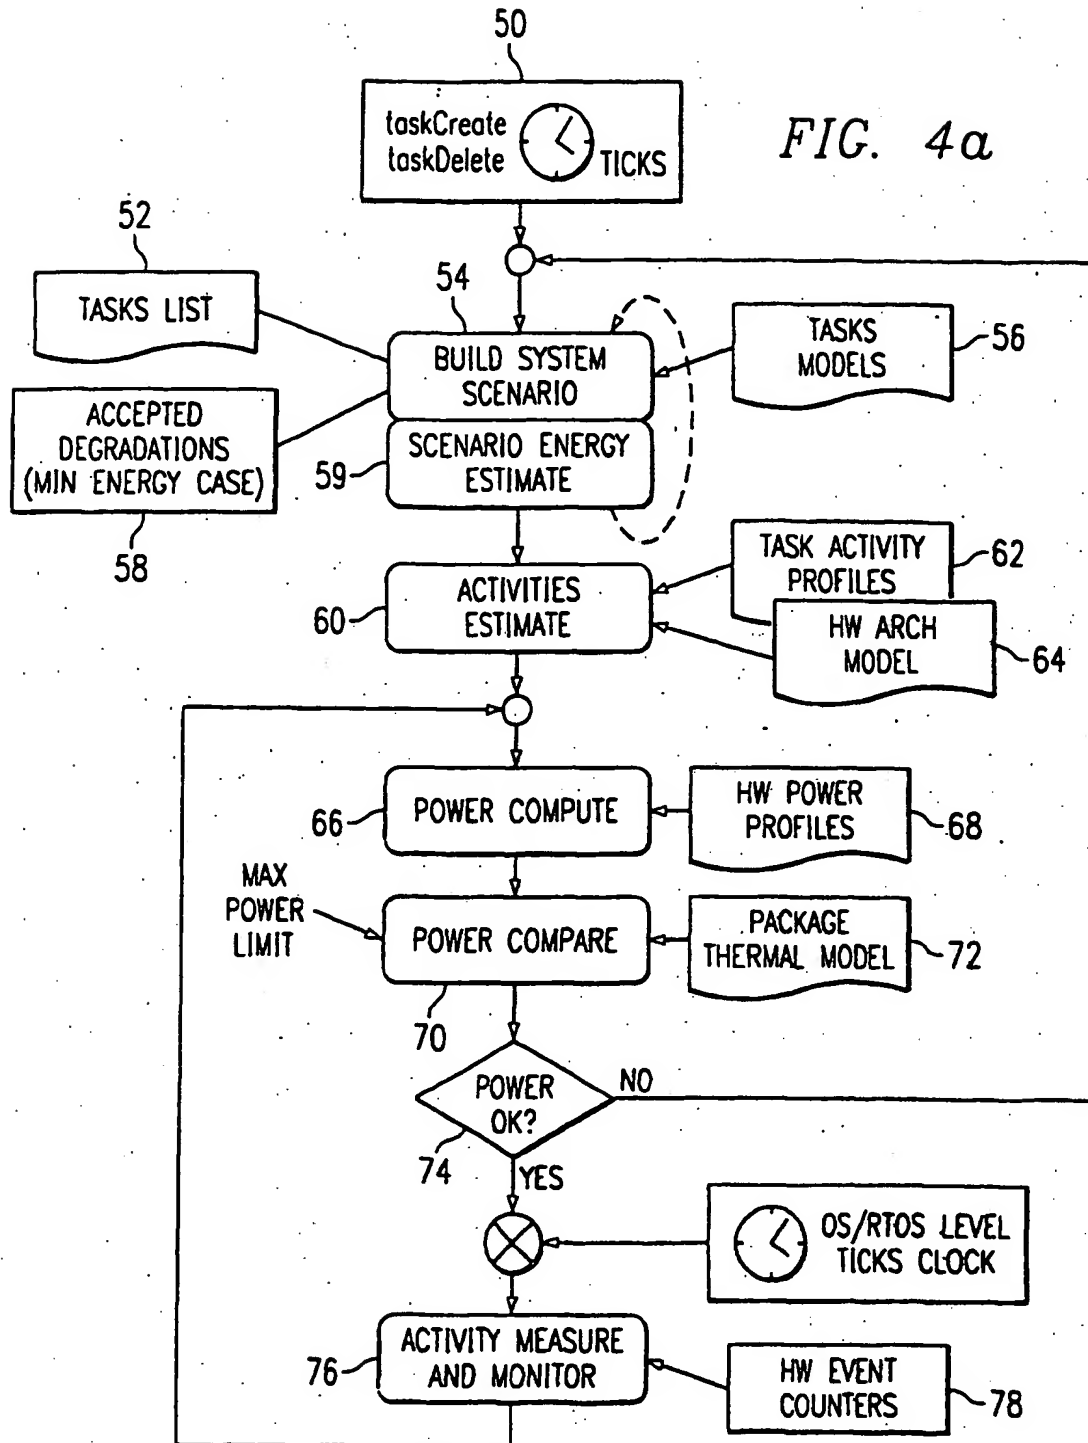 50
taskCreate
taskDelete
TICKS
FIG. 4a
52
TASKS LIST
54
BUILD SYSTEM
SCENARIO
TASKS
MODELS
56
ACCEPTED
DEGRADATIONS
(MIN ENERGY CASE)
58
59
SCENARIO ENERGY
ESTIMATE
60
ACTIVITIES
ESTIMATE
TASK ACTIVITY
PROFILES
62
HW ARCH
MODEL
64
66
POWER COMPUTE
HW POWER
PROFILES
68
MAX
POWER
LIMIT
POWER COMPARE
70
PACKAGE
THERMAL MODEL
72
POWER
OK?
74
NO
YES
OS/RTOS LEVEL
TICKS CLOCK
76
ACTIVITY MEASURE
AND MONITOR
HW EVENT
COUNTERS
78